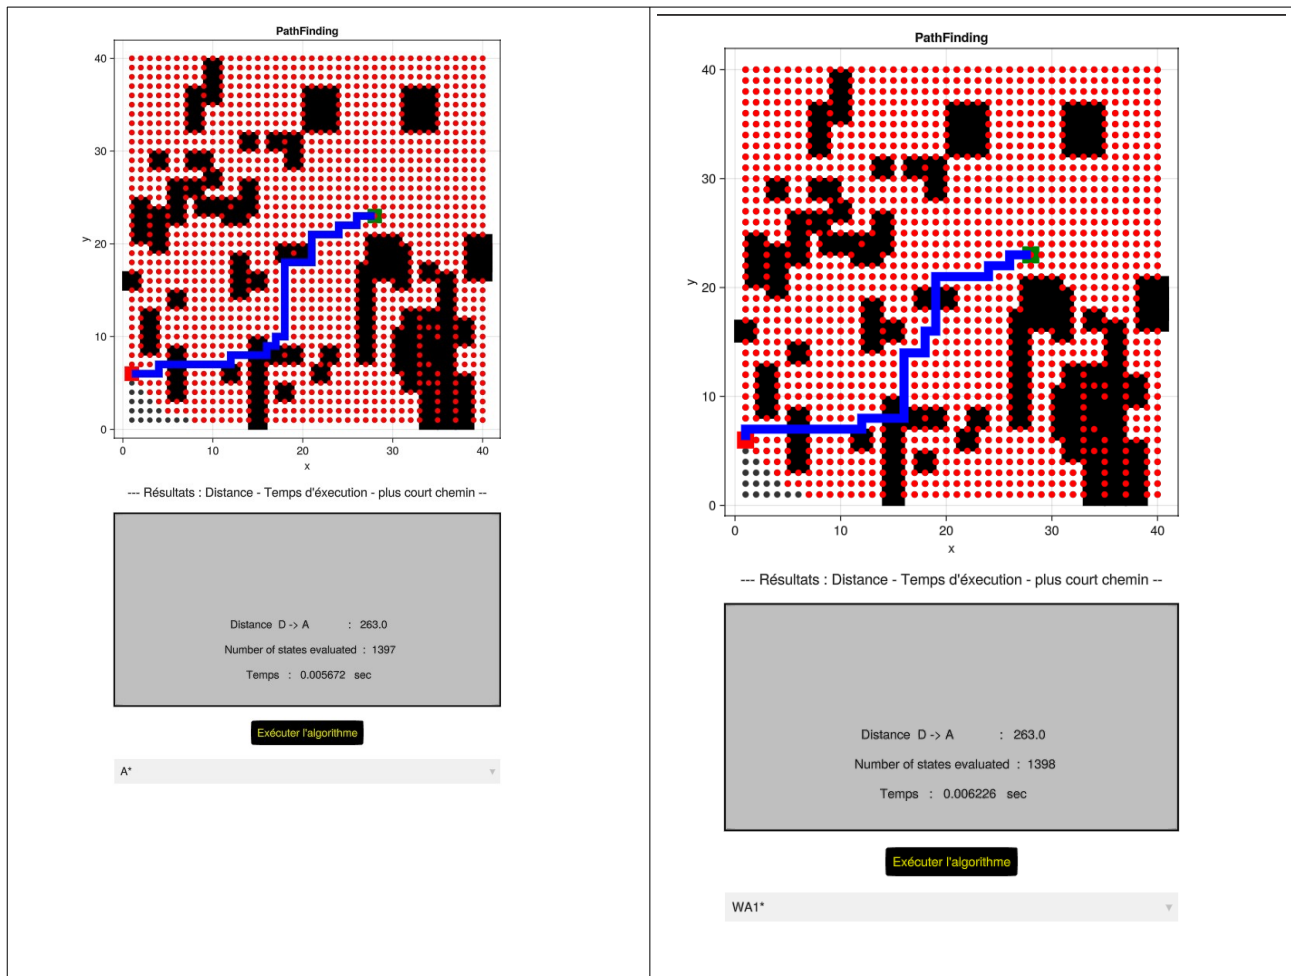 PathFinding
40
30
20
10
0
y
0 10 20 30 40
x
--- Résultats : Distance - Temps d'éxecution - plus court chemin --
Distance D -> A : 263.0
Number of states evaluated : 1397
Temps : 0.005672 sec
Exécuter l'algorithme
A*
PathFinding
40
30
20
10
0
y
0 10 20 30 40
x
--- Résultats : Distance - Temps d'éxecution - plus court chemin --
Distance D -> A : 263.0
Number of states evaluated : 1398
Temps : 0.006226 sec
Exécuter l'algorithme
WA1*